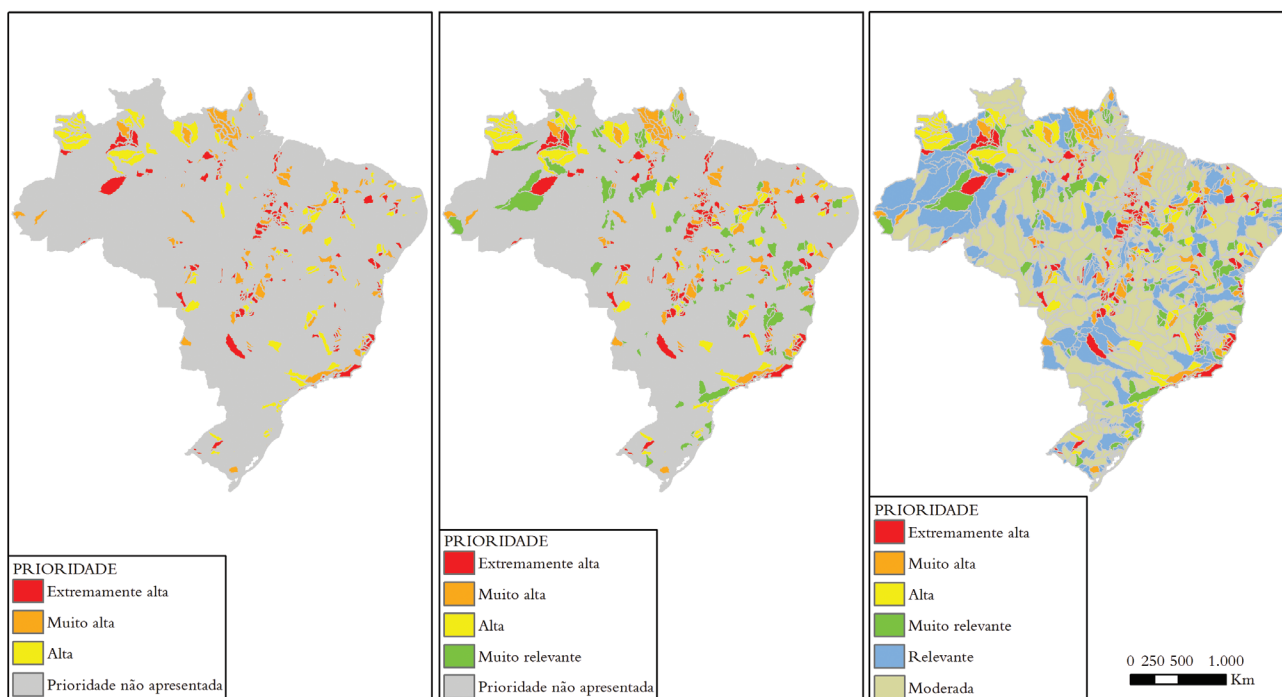 PRIORIDADE
Extremamente alta
Muito alta
Alta
Prioridade não apresentada
PRIORIDADE
Extremamente alta
Muito alta
Alta
Muito relevante
Prioridade não apresentada
PRIORIDADE
Extremamente alta
Muito alta
Alta
Muito relevante
Relevante
Moderada
0 250 500 1.000
Km